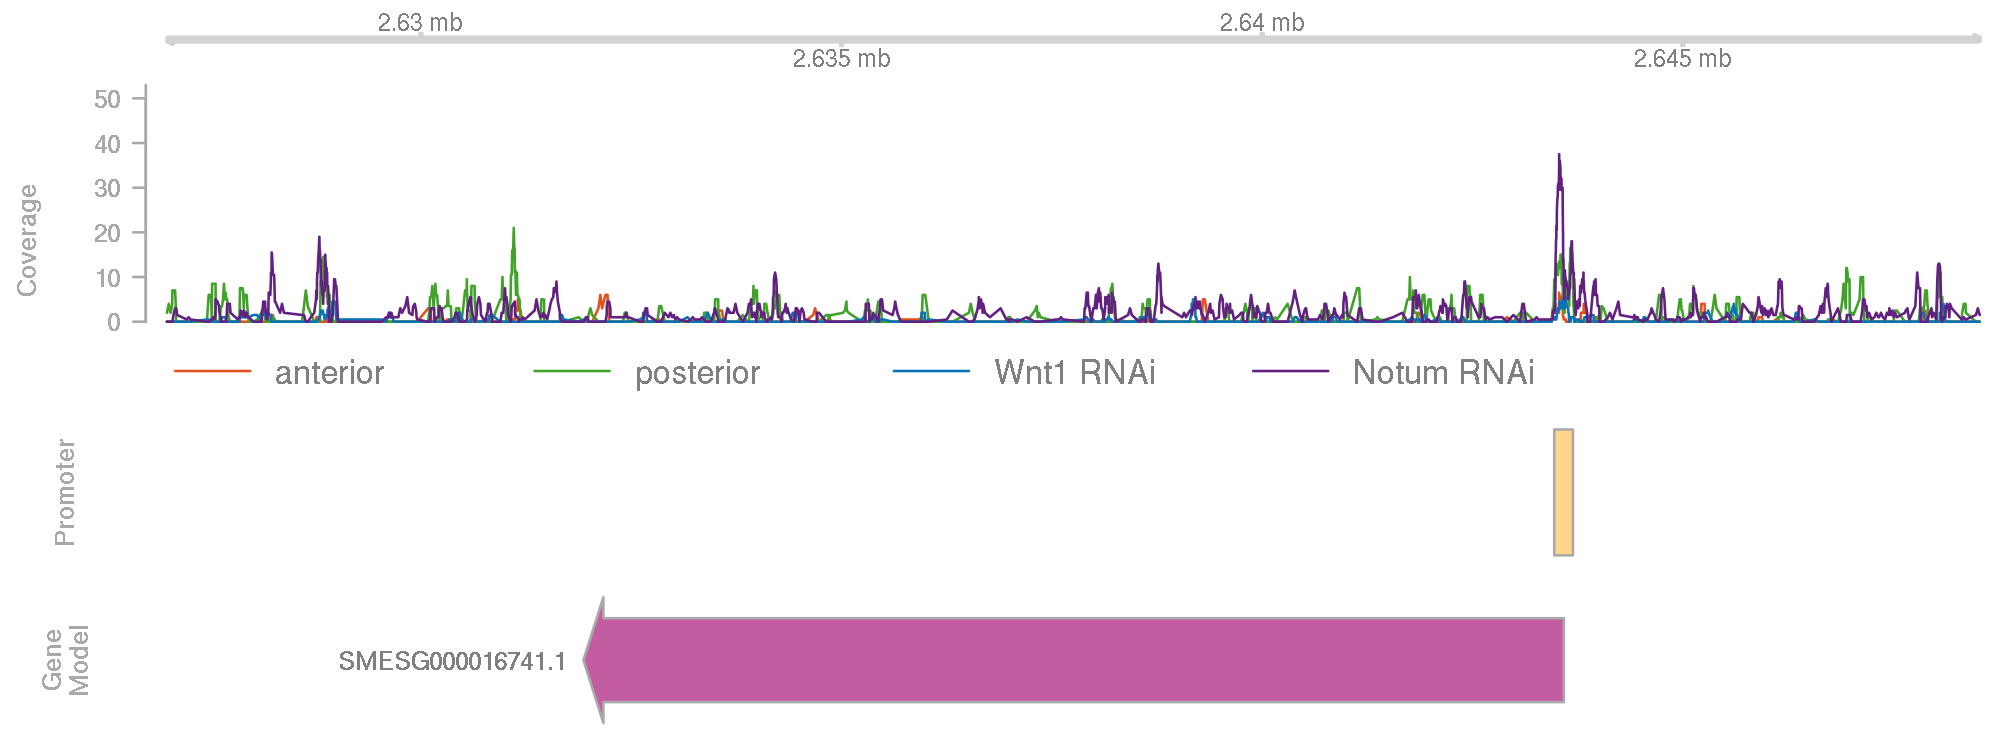 2.63 mb
2.64 mb
2.635 mb
2.645 mb
50
40
30
20
10
0
Coverage
anterior
posterior
Wnt1 RNAi
Notum RNAi
Promoter
Gene
Model
SMESG000016741.1